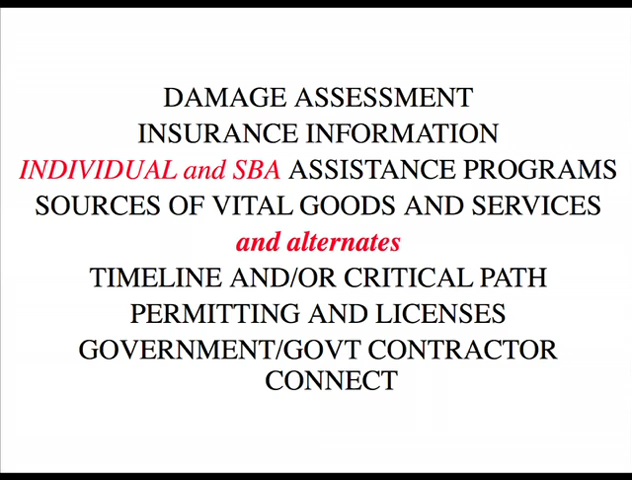 DAMAGE ASSESSMENT
INSURANCE INFORMATION
INDIVIDUAL and SBA ASSISTANCE PROGRAMS
SOURCES OF VITAL GOODS AND SERVICES
and alternates
TIMELINE AND/OR CRITICAL PATH
PERMITTING AND LICENSES
GOVERNMENT/GOVT CONTRACTOR
CONNECT